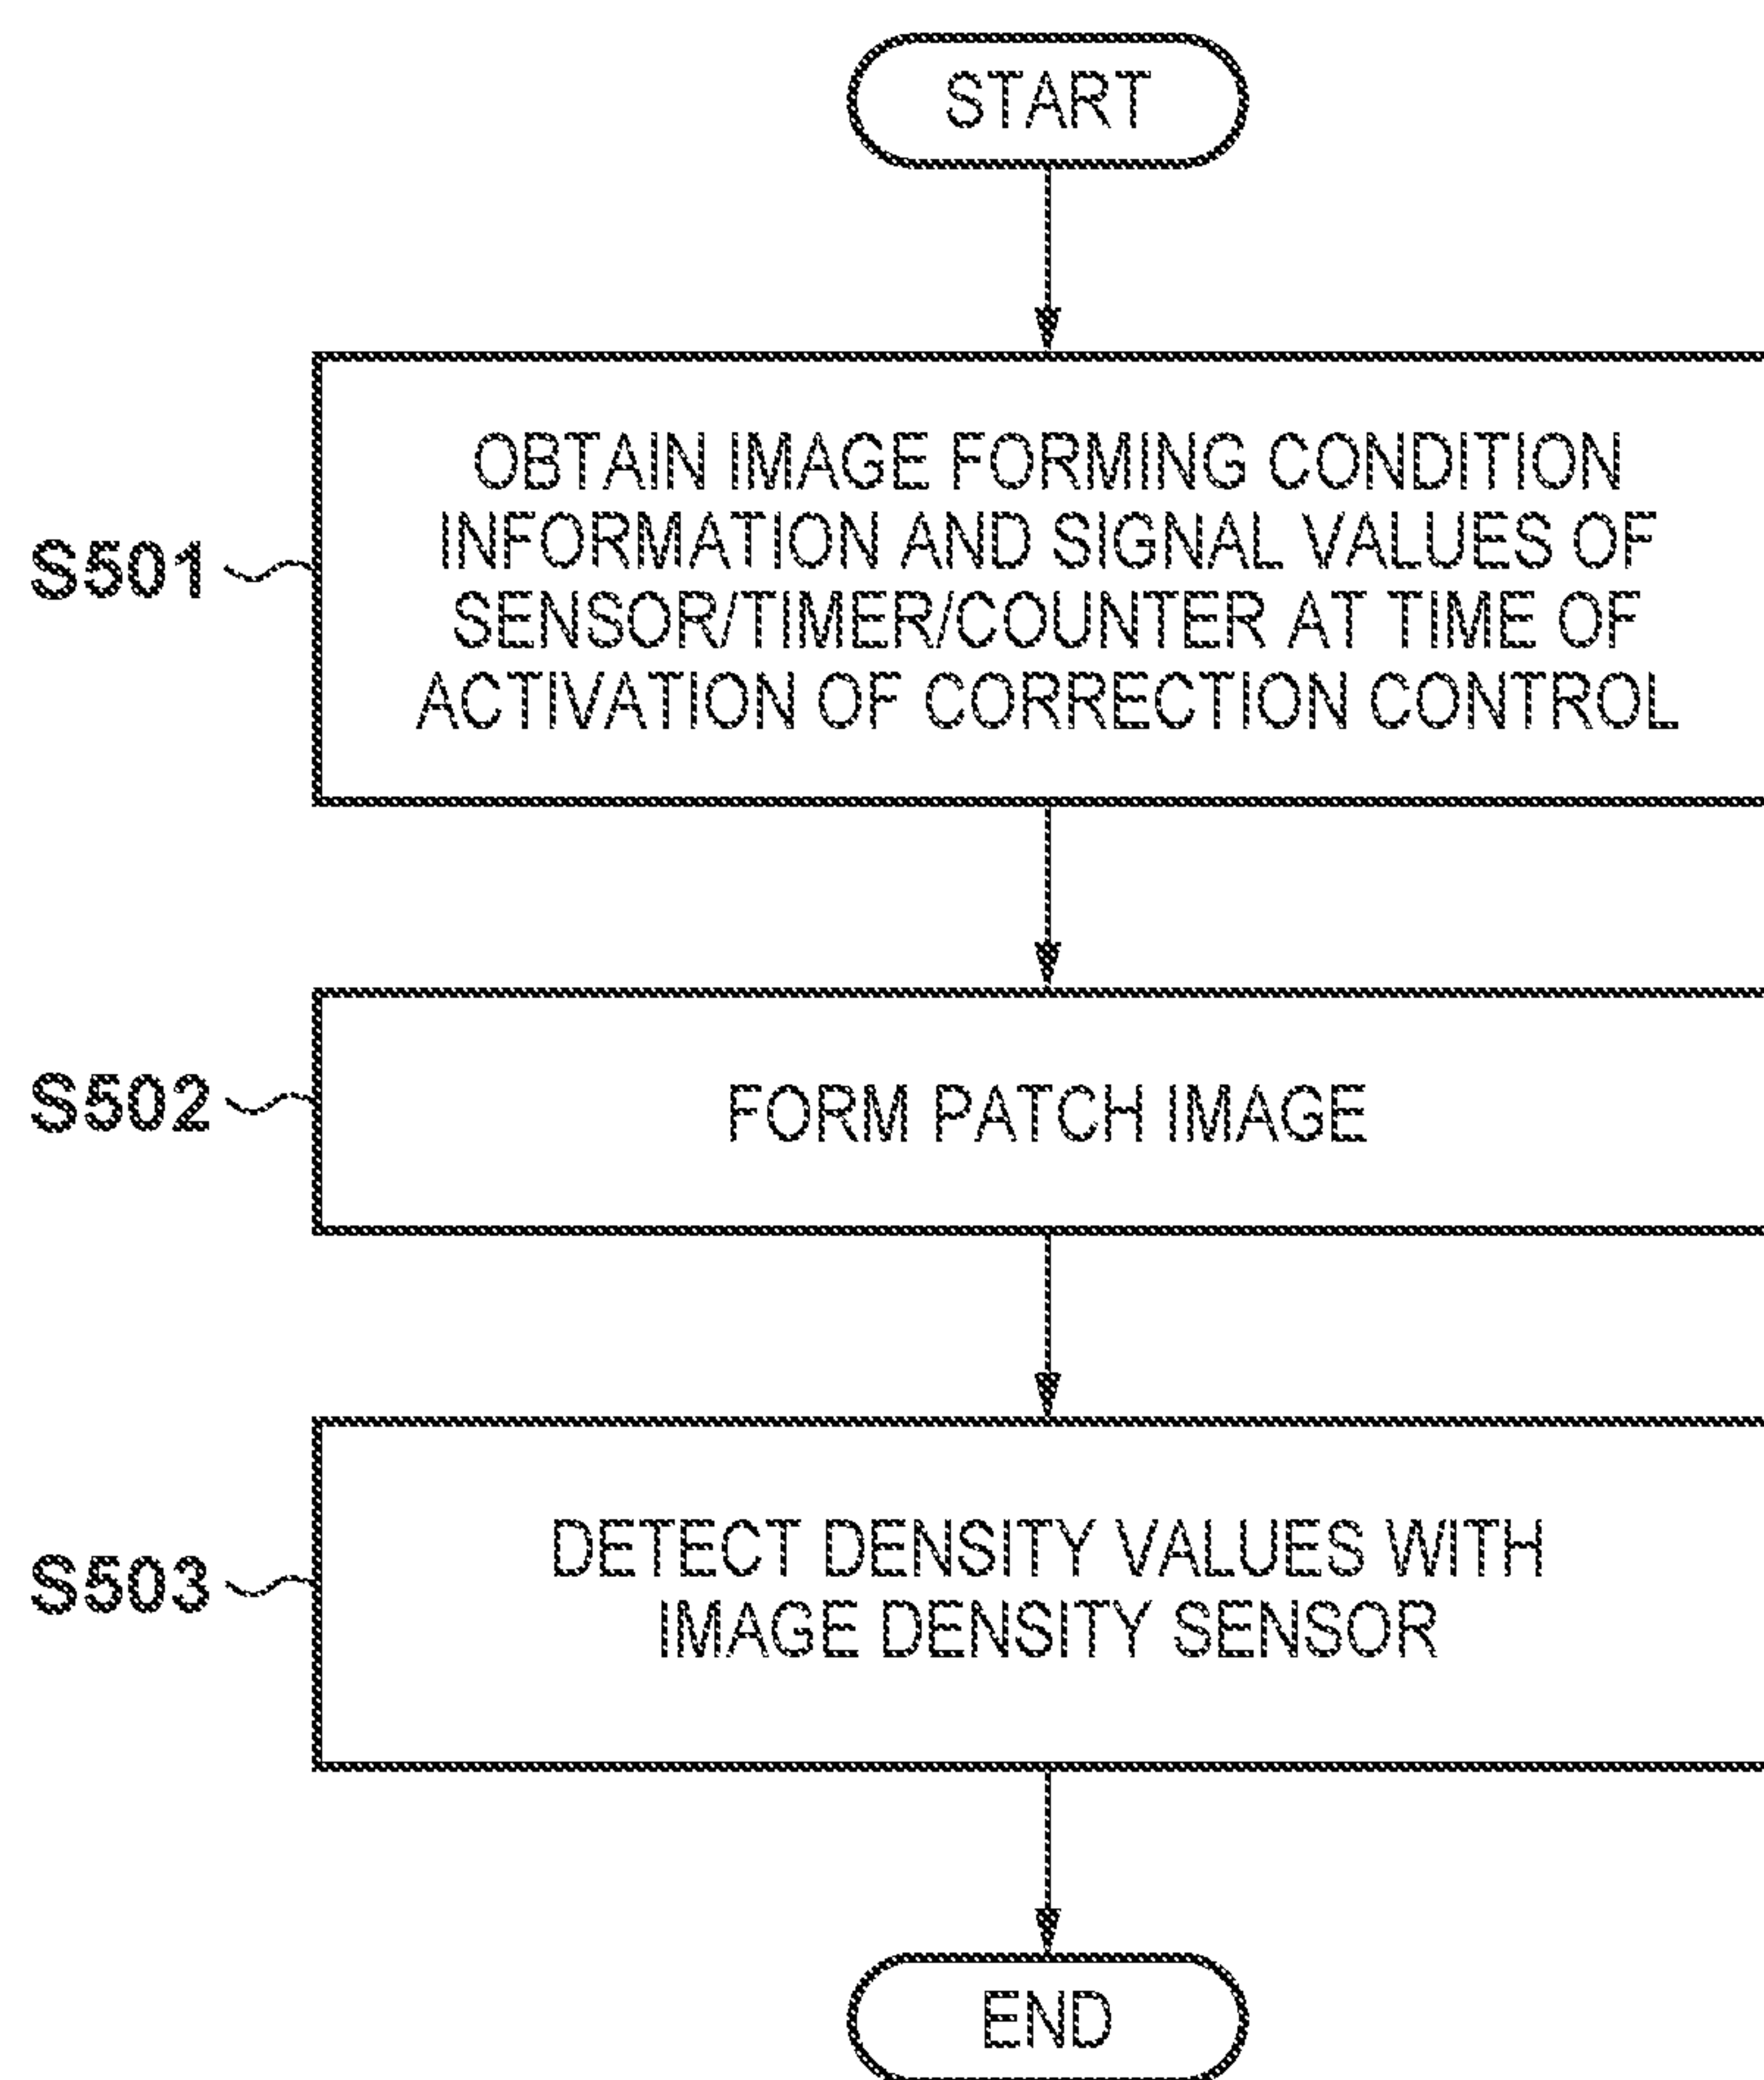 START
S501
OBTAIN IMAGE FORMING CONDITION
INFORMATION AND SIGNAL VALUES OF
SENSOR/TIMER/COUNTER AT TIME OF
ACTIVATION OF CORRECTION CONTROL
S502
FORM PATCH IMAGE
S503
DETECT DENSITY VALUES WITH
IMAGE DENSITY SENSOR
END